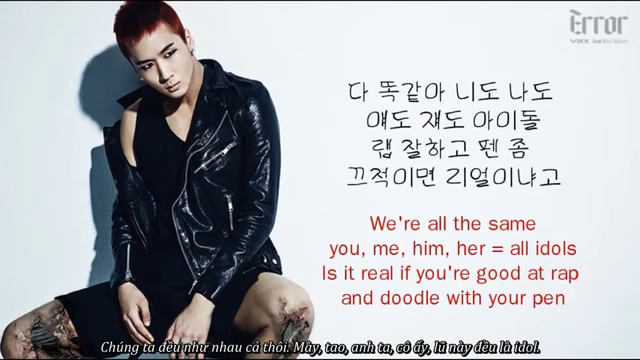 Error
VIXX 2nd Mini Album
다 똑같아 니도 나도
얘도 쟤도 아이돌
랩 잘하고 펜 좀
끄적이면 리얼이냐고
We're all the same
you, me, him, her = all idols
Is it real if you're good at rap
and doodle with your pen
Chúng ta đều như nhau cả thôi. Mày, tao, anh ta, cô ấy, lũ này đều là idol.